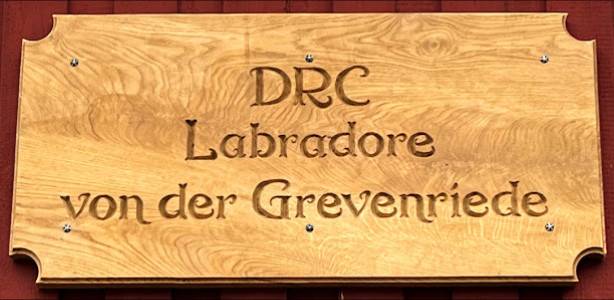 DRC
Labradore
von der Grevenriede